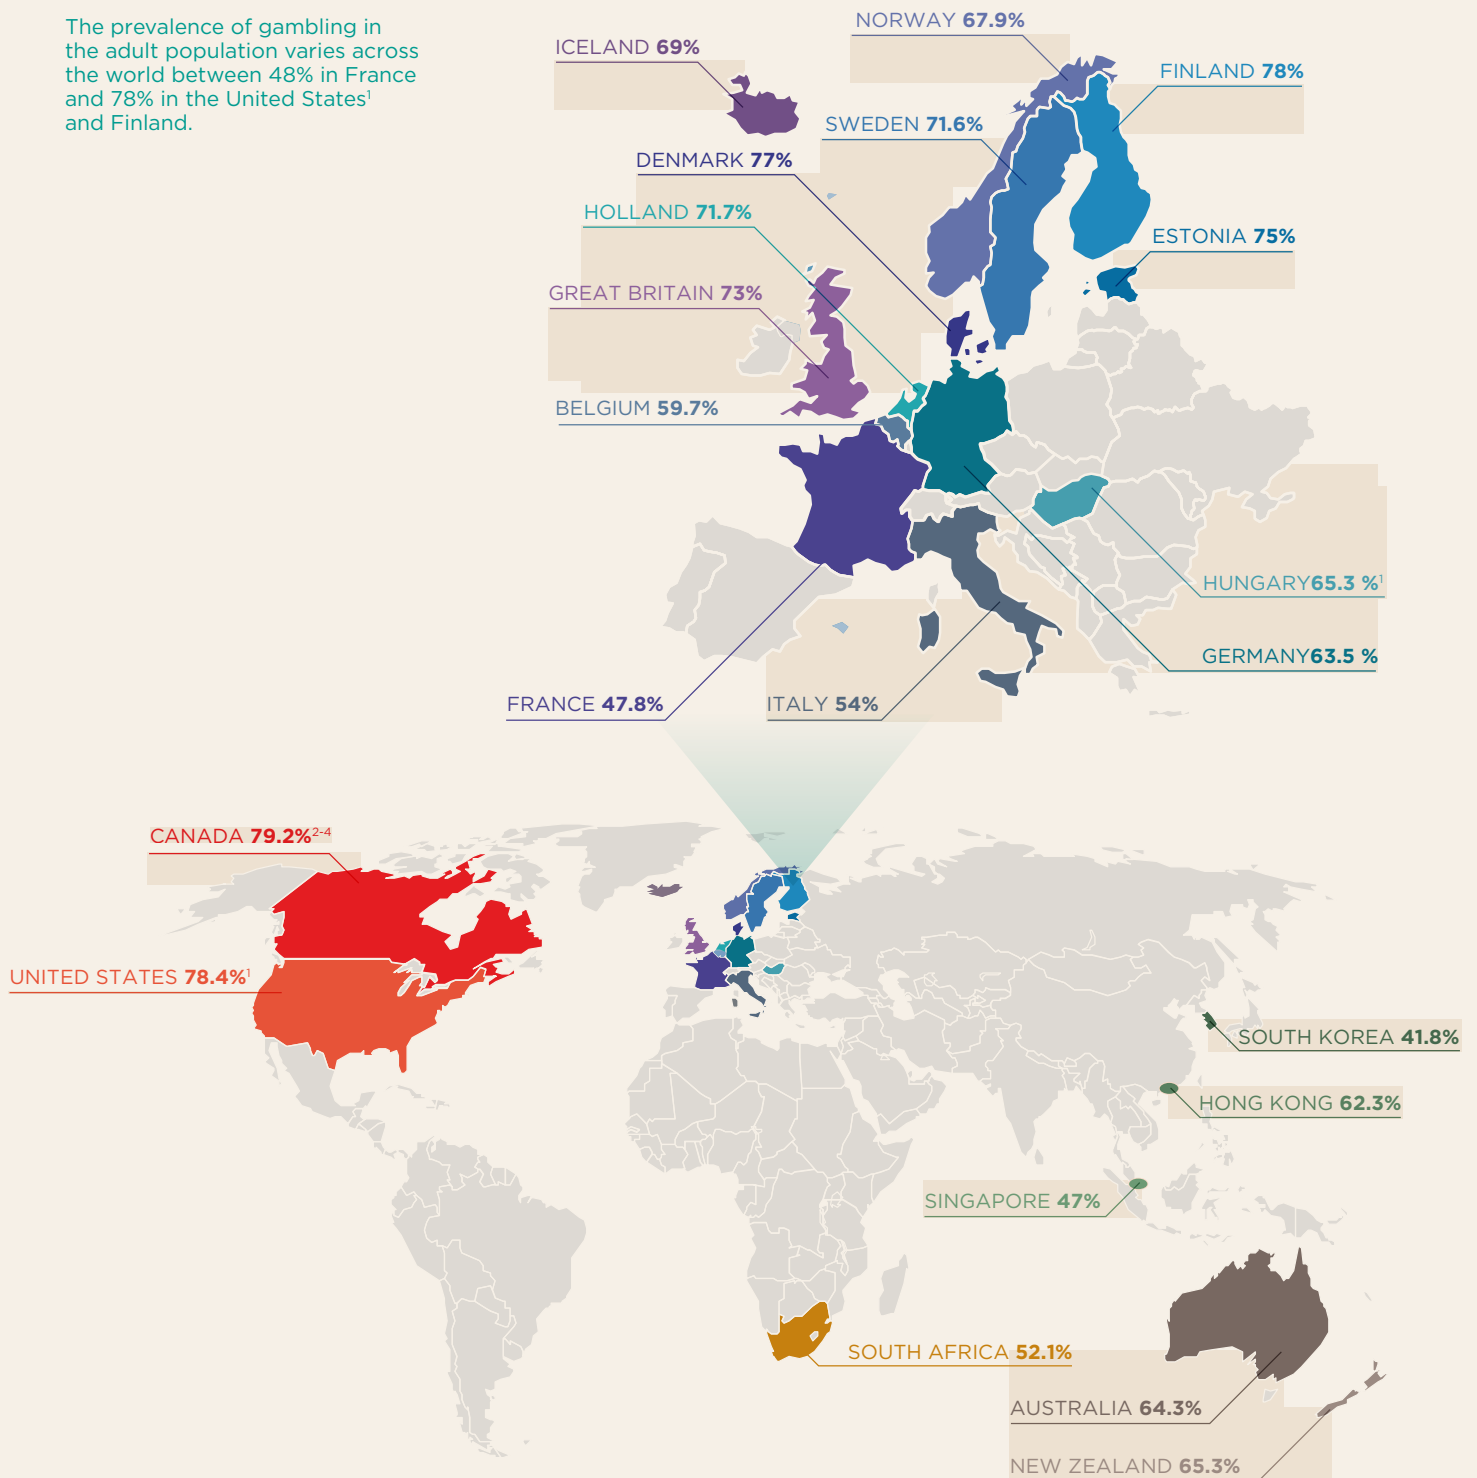 The prevalence of gambling in
the adult population varies across
the world between 48% in France
and 78% in the United States¹
and Finland.
NORWAY 67.9%
ICELAND 69%
FINLAND 78%
SWEDEN 71.6%
DENMARK 77%
HOLLAND 71.7%
ESTONIA 75%
GREAT BRITAIN 73%
BELGIUM 59.7%
HUNGARY65.3 %¹
GERMANY63.5 %
FRANCE 47.8%
ITALY 54%
CANADA 79.2%²⁻⁴
UNITED STATES 78.4%¹
SOUTH KOREA 41.8%
HONG KONG 62.3%
SINGAPORE 47%
SOUTH AFRICA 52.1%
AUSTRALIA 64.3%
NEW ZEALAND 65.3%